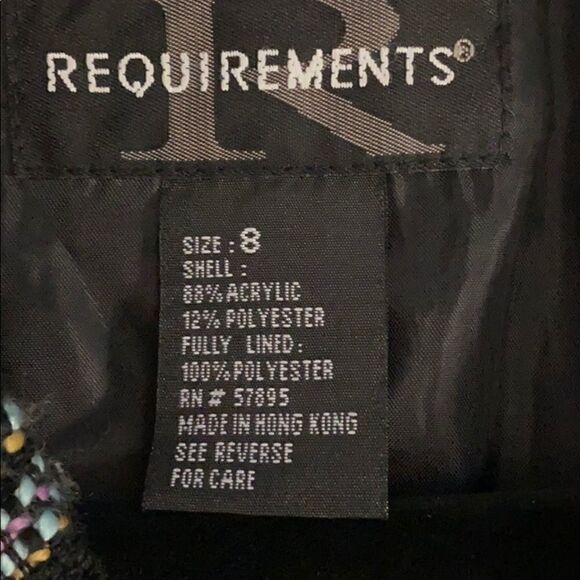 R
REQUIREMENTS®
SIZE : 8
SHELL :
88% ACRYLIC
12% POLYESTER
FULLY LINED :
100% POLYESTER
RN # 57895
MADE IN HONG KONG
SEE REVERSE
FOR CARE